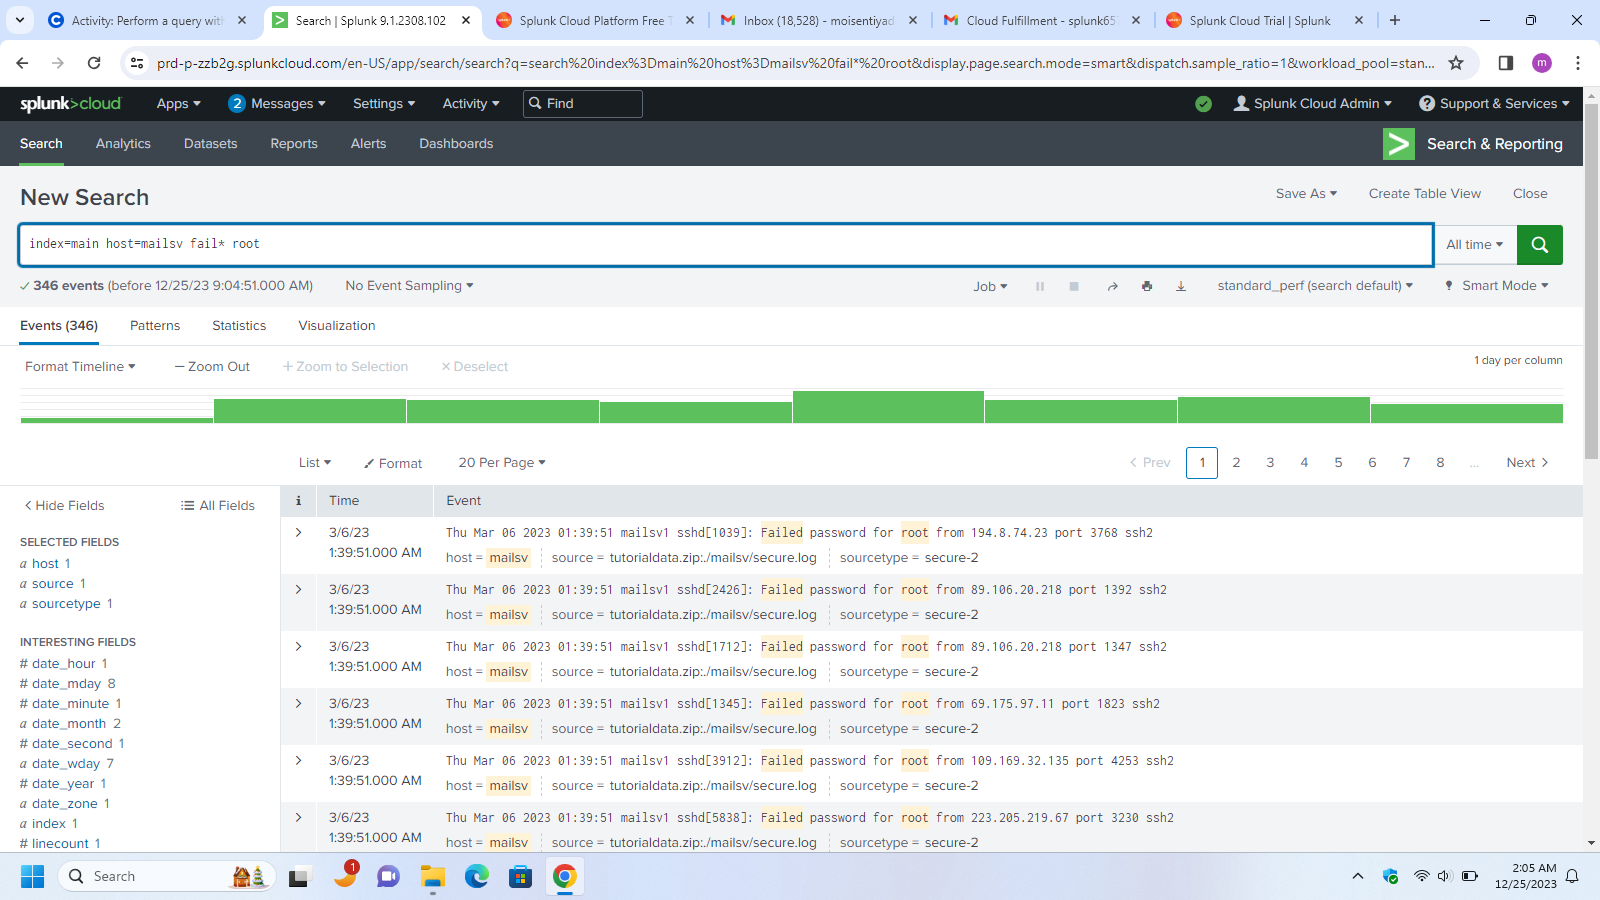 Activity: Perform a query with
Search | Splunk 9.1.2308.102
Splunk Cloud Platform Free T
Inbox (18,528) - moisentiyad
Cloud Fulfillment - splunk65
Splunk Cloud Trial | Splunk
prd-p-zzb2g.splunkcloud.com/en-US/app/search/search?q=search%20index%3Dmain%20host%3Dmailsv%20fail*%20root&display.page.search.mode=smart&dispatch.sample_ratio=1&workload_pool=stan...
m
splunk>cloud
Apps
2 Messages
Settings
Activity
Find
Splunk Cloud Admin
Support & Services
Search
Analytics
Datasets
Reports
Alerts
Dashboards
Search & Reporting
New Search
Save As
Create Table View
Close
index=main host=mailsv fail* root
All time
346 events (before 12/25/23 9:04:51.000 AM)
No Event Sampling
Job
standard_perf (search default)
Smart Mode
Events (346)
Patterns
Statistics
Visualization
Format Timeline
— Zoom Out
+ Zoom to Selection
× Deselect
1 day per column
List
Format
20 Per Page
< Prev
1
2
3
4
5
6
7
8
...
Next >
< Hide Fields
All Fields
i
Time
Event
SELECTED FIELDS
a host 1
a source 1
a sourcetype 1
INTERESTING FIELDS
# date_hour 1
# date_mday 8
# date_minute 1
a date_month 2
# date_second 1
a date_wday 7
# date_year 1
a date_zone 1
a index 1
# linecount 1
3/6/23
1:39:51.000 AM
Thu Mar 06 2023 01:39:51 mailsv1 sshd[1039]: Failed password for root from 194.8.74.23 port 3768 ssh2
host = mailsv
source = tutorialdata.zip:./mailsv/secure.log
sourcetype = secure-2
3/6/23
1:39:51.000 AM
Thu Mar 06 2023 01:39:51 mailsv1 sshd[2426]: Failed password for root from 89.106.20.218 port 1392 ssh2
host = mailsv
source = tutorialdata.zip:./mailsv/secure.log
sourcetype = secure-2
3/6/23
1:39:51.000 AM
Thu Mar 06 2023 01:39:51 mailsv1 sshd[1712]: Failed password for root from 89.106.20.218 port 1347 ssh2
host = mailsv
source = tutorialdata.zip:./mailsv/secure.log
sourcetype = secure-2
3/6/23
1:39:51.000 AM
Thu Mar 06 2023 01:39:51 mailsv1 sshd[1345]: Failed password for root from 69.175.97.11 port 1823 ssh2
host = mailsv
source = tutorialdata.zip:./mailsv/secure.log
sourcetype = secure-2
3/6/23
1:39:51.000 AM
Thu Mar 06 2023 01:39:51 mailsv1 sshd[3912]: Failed password for root from 109.169.32.135 port 4253 ssh2
host = mailsv
source = tutorialdata.zip:./mailsv/secure.log
sourcetype = secure-2
3/6/23
1:39:51.000 AM
Thu Mar 06 2023 01:39:51 mailsv1 sshd[5838]: Failed password for root from 223.205.219.67 port 3230 ssh2
host = mailsv
source = tutorialdata.zip:./mailsv/secure.log
sourcetype = secure-2
Search
1
2:05 AM
12/25/2023